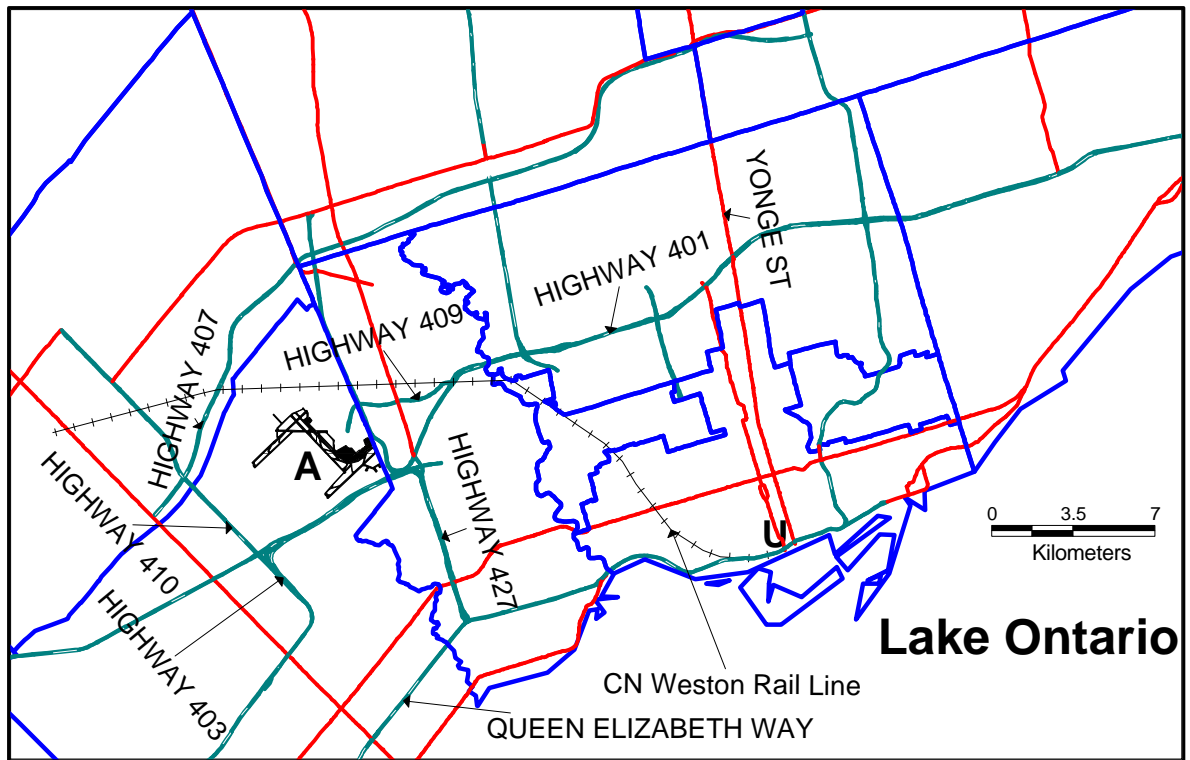 YONGE ST
HIGHWAY 401
HIGHWAY 409
HIGHWAY 407
A
HIGHWAY 427
HIGHWAY 410
HIGHWAY 403
U
0 3.5 7
Kilometers
Lake Ontario
CN Weston Rail Line
QUEEN ELIZABETH WAY